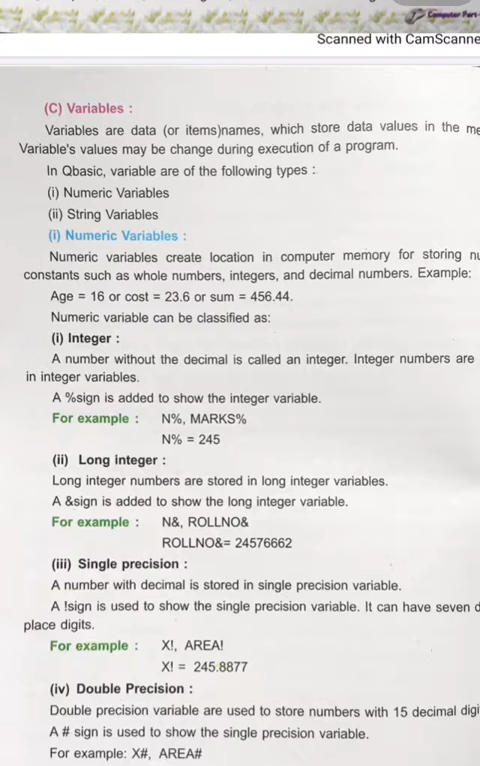 Computer Part-
Scanned with CamScanne
(C) Variables :
Variables are data (or items)names, which store data values in the me
Variable's values may be change during execution of a program.
In Qbasic, variable are of the following types :
(i) Numeric Variables
(ii) String Variables
(i) Numeric Variables :
Numeric variables create location in computer memory for storing nu
constants such as whole numbers, integers, and decimal numbers. Example:
Age = 16 or cost = 23.6 or sum = 456.44.
Numeric variable can be classified as:
(i) Integer :
A number without the decimal is called an integer. Integer numbers are
in integer variables.
A %sign is added to show the integer variable.
For example : N%, MARKS%
N% = 245
(ii) Long integer :
Long integer numbers are stored in long integer variables.
A &sign is added to show the long integer variable.
For example : N&, ROLLNO&
ROLLNO&= 24576662
(iii) Single precision :
A number with decimal is stored in single precision variable.
A !sign is used to show the single precision variable. It can have seven d
place digits.
For example : X!, AREA!
X! = 245.8877
(iv) Double Precision :
Double precision variable are used to store numbers with 15 decimal digi
A # sign is used to show the single precision variable.
For example: X#, AREA#